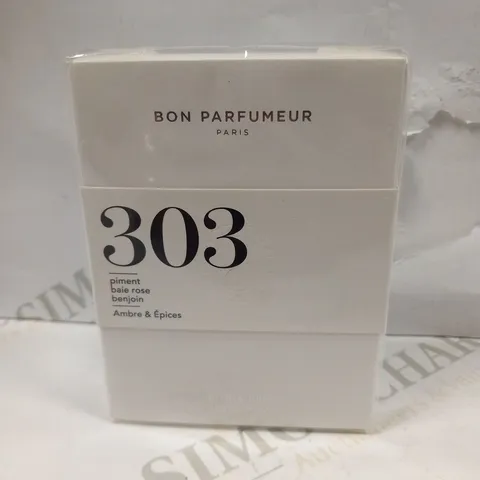 BON PARFUMEUR
PARIS
303
piment
baie rose
benjoin
Ambre & Épices